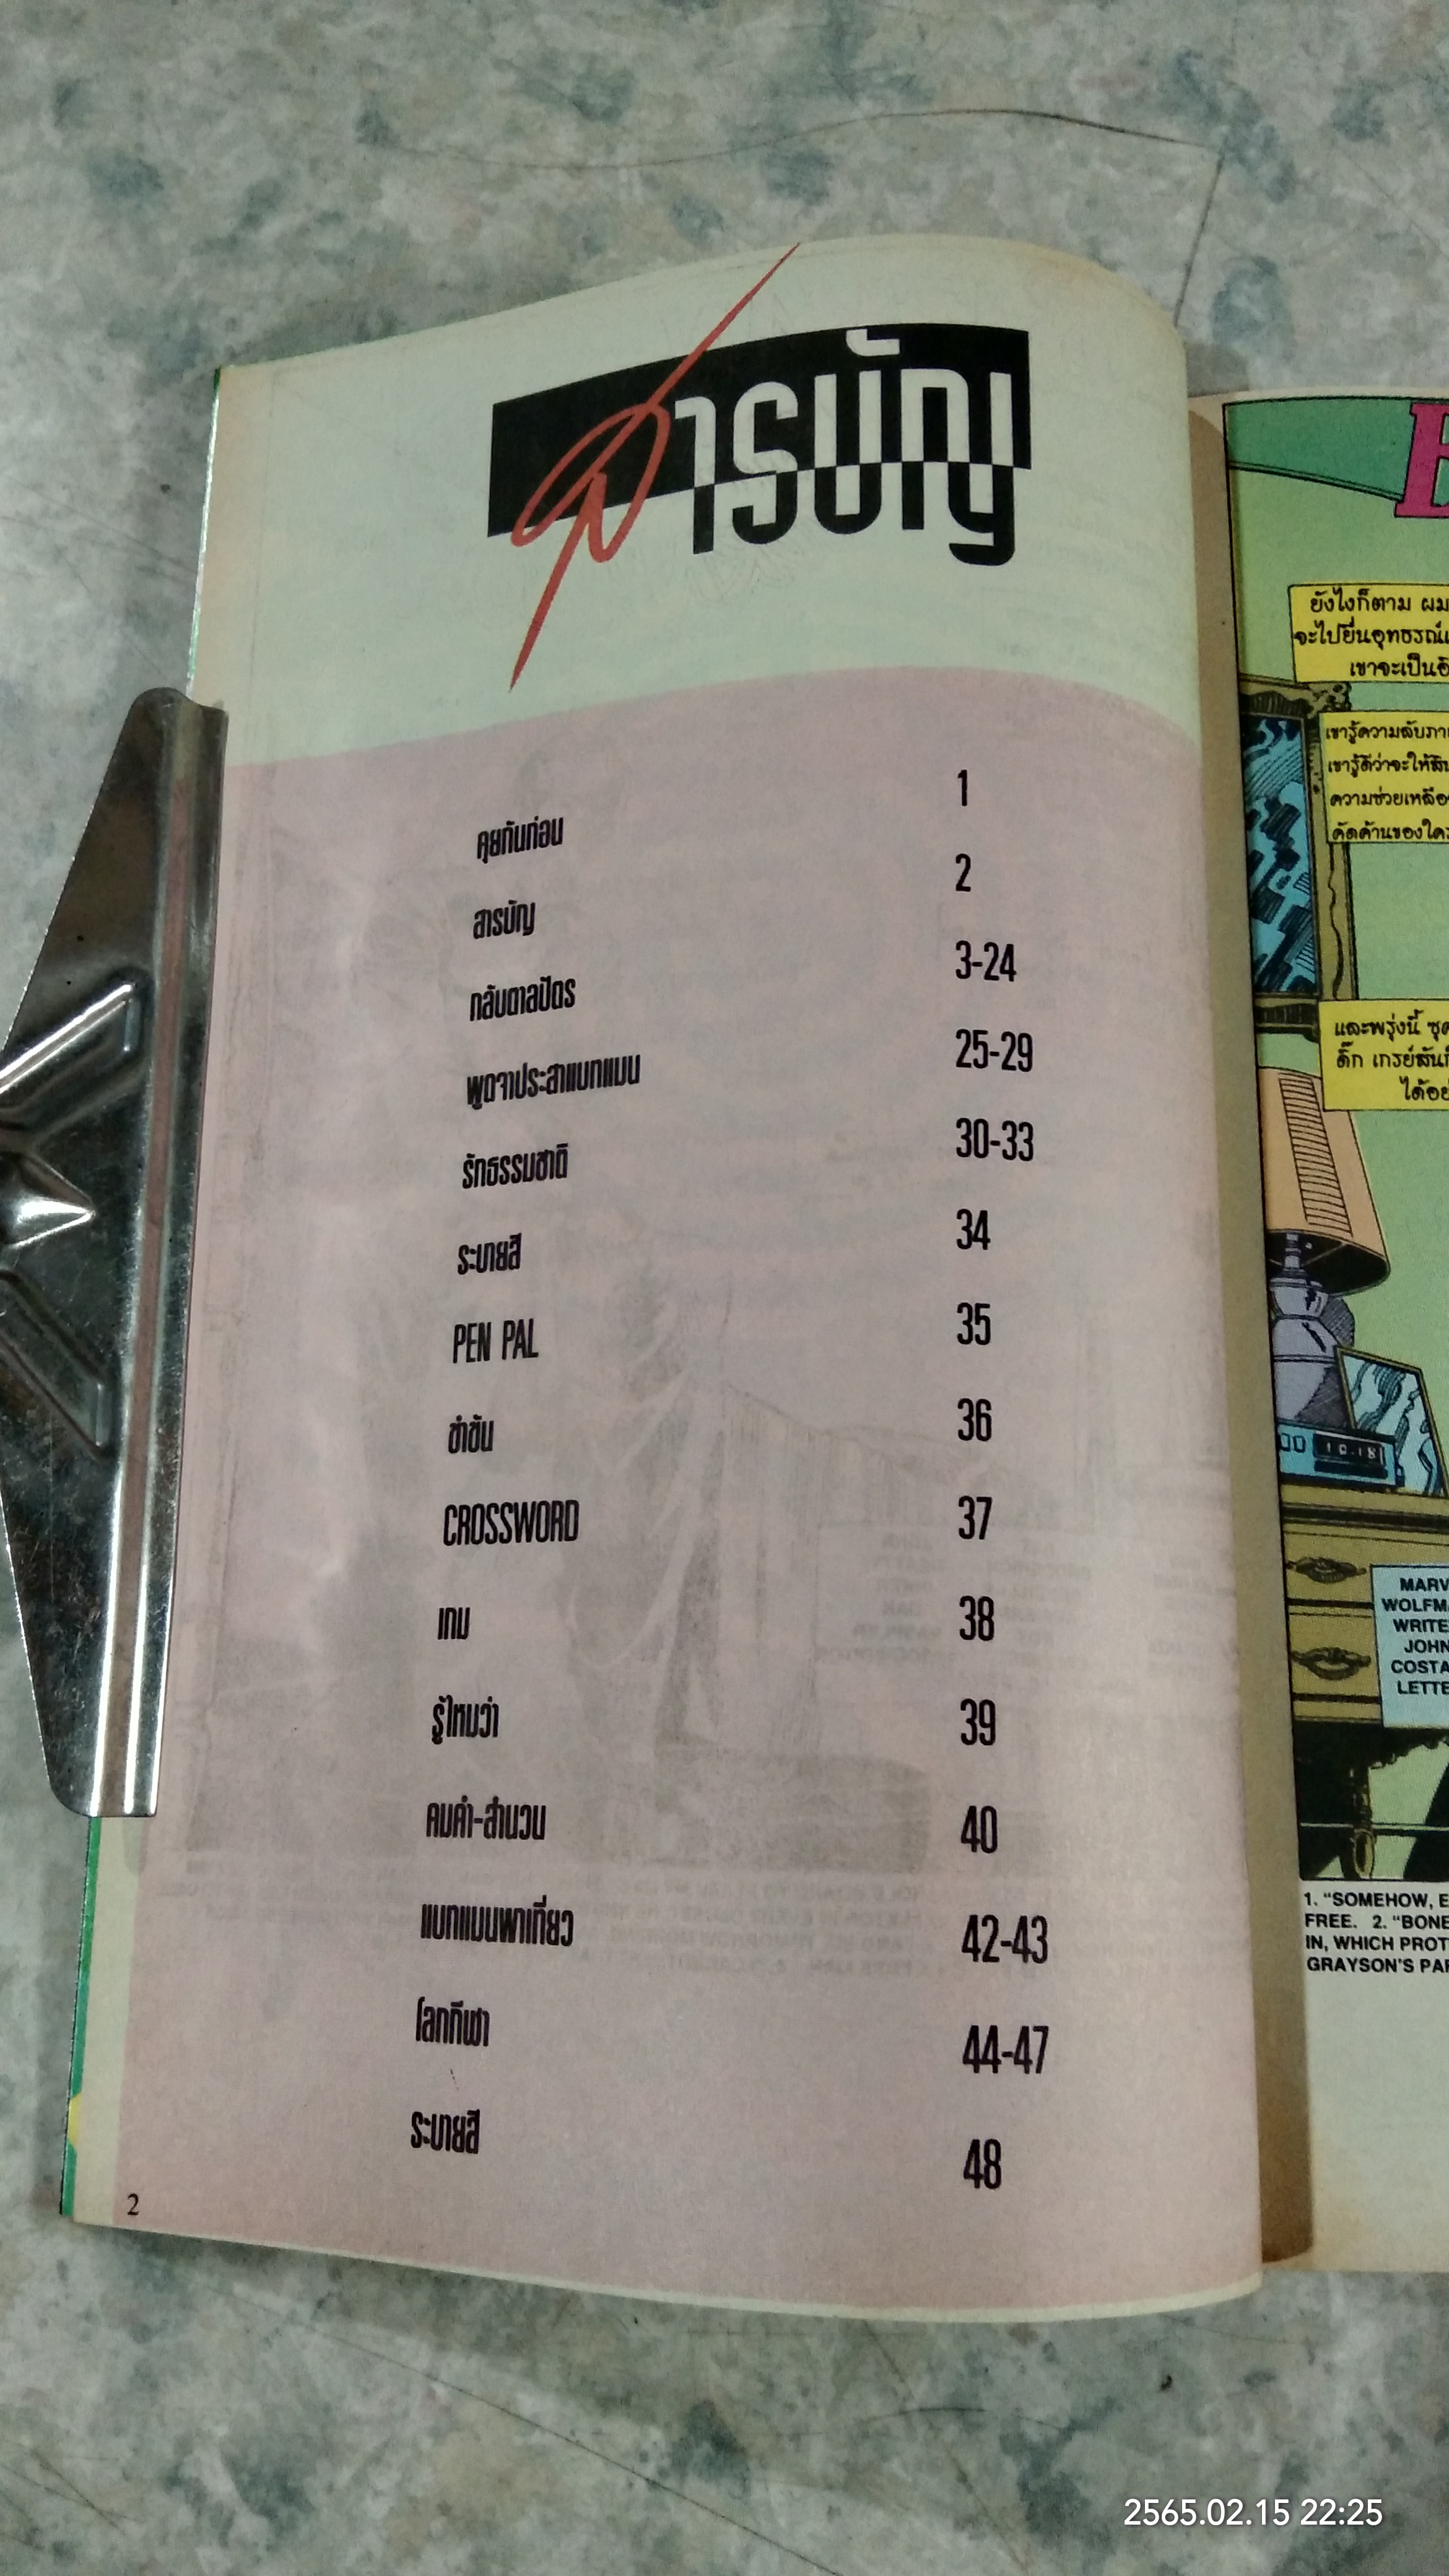 สารบัญ
คุยกันก่อน 1
สารบัญ 2
กลับตาลปัตร 3-24
พูดจาประสาแบทแมน 25-29
รักธรรมชาติ 30-33
ระบายสี 34
PEN PAL 35
ขำขัน 36
CROSSWORD 37
เกม 38
รู้ไหมว่า 39
คมคำ-สำนวน 40
แบทแมนพาเที่ยว 42-43
โลกกีฬา 44-47
ระบายสี 48
2
ยังไงก็ตาม ผม
จะไปยื่นอุทธรณ์
เขาจะเป็นอิ
เขารู้ความลับ
เขารู้ดีว่าจะให้
ความช่วยเหลือ
คัดค้านของใคร
และพรุ่งนี้
ดิ๊ก เกรย์สัน
ได้อย
10:18
MARV
WOLFMA
WRITE
JOHN
COSTA
LETTE
1. "SOMEHOW, E
FREE. 2. "BONE
IN, WHICH PROT
GRAYSON'S PAR
2565.02.15 22:25